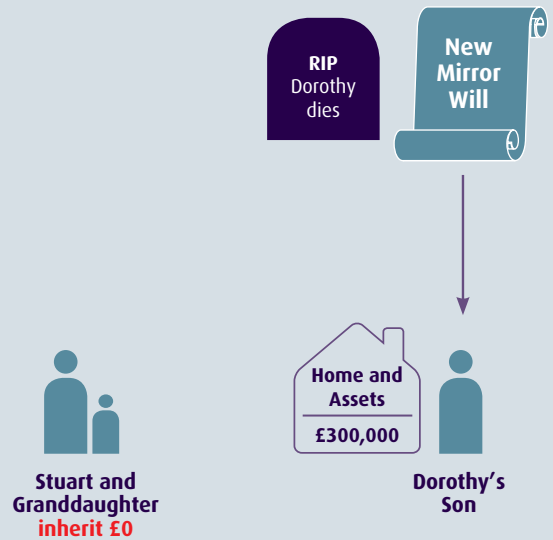 RIP
Dorothy
dies
New
Mirror
Will
Home and
Assets
£300,000
Stuart and
Granddaughter
inherit £0
Dorothy's
Son